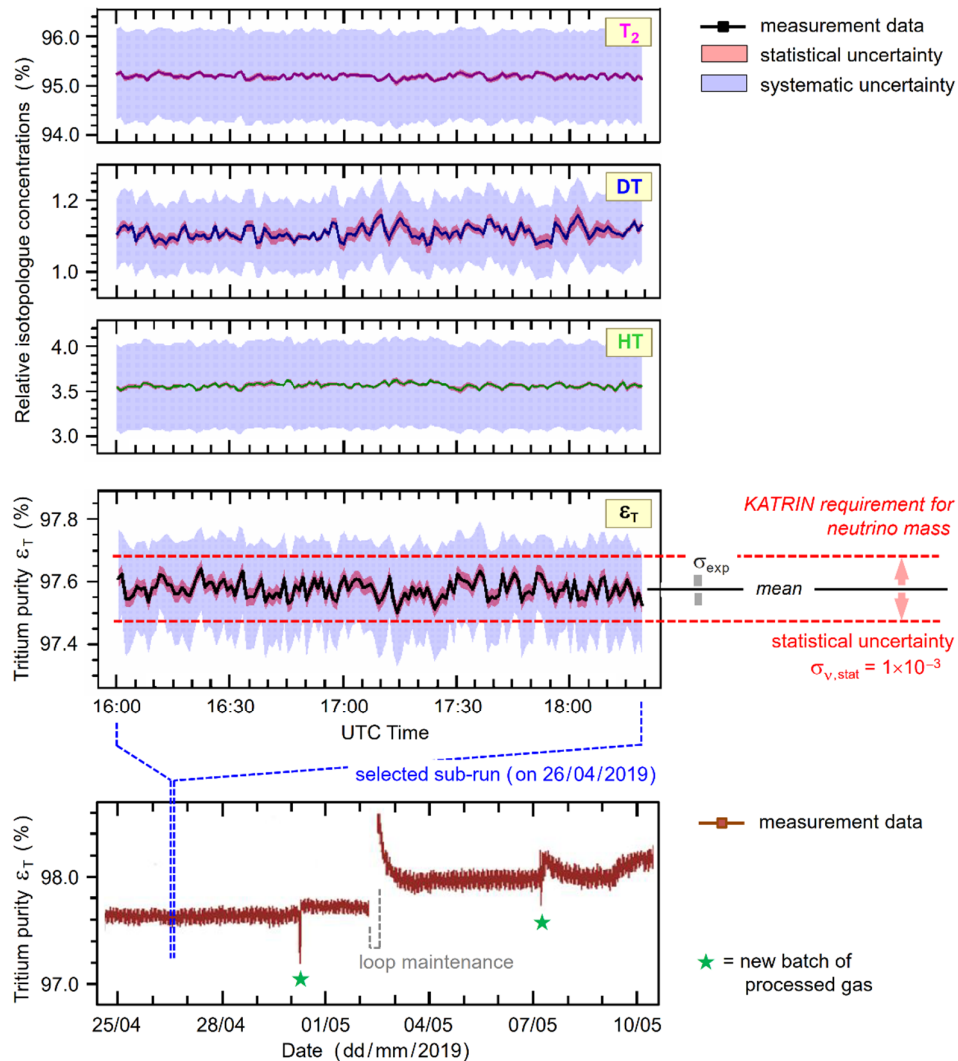 Relative isotopologue concentrations (%)
96.0
95.0
94.0
T₂
measurement data
statistical uncertainty
systematic uncertainty
1.2
1.0
DT
4.0
3.5
3.0
HT
Tritium purity εT (%)
97.8
97.6
97.4
εT
KATRIN requirement for
neutrino mass
σexp
mean
statistical uncertainty
σν,stat = 1×10⁻³
16:00 16:30 17:00 17:30 18:00
UTC Time
selected sub-run (on 26/04/2019)
Tritium purity εT (%)
98.0
97.0
loop maintenance
measurement data
★ = new batch of
processed gas
25/04 28/04 01/05 04/05 07/05 10/05
Date (dd/mm/2019)